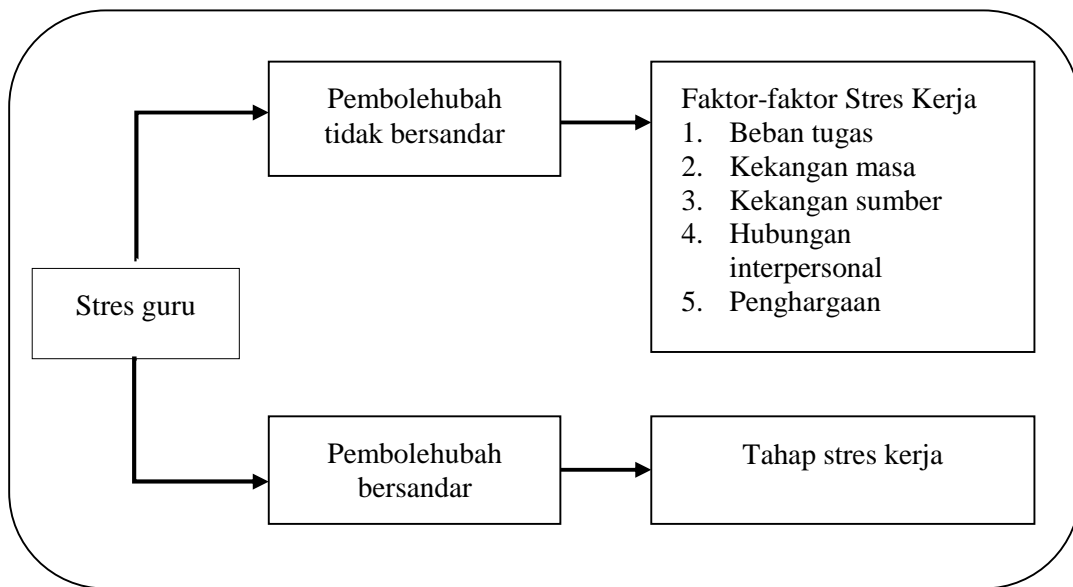 Pembolehubah
tidak bersandar
Faktor-faktor Stres Kerja
1. Beban tugas
2. Kekangan masa
3. Kekangan sumber
4. Hubungan
interpersonal
5. Penghargaan
Stres guru
Pembolehubah
bersandar
Tahap stres kerja